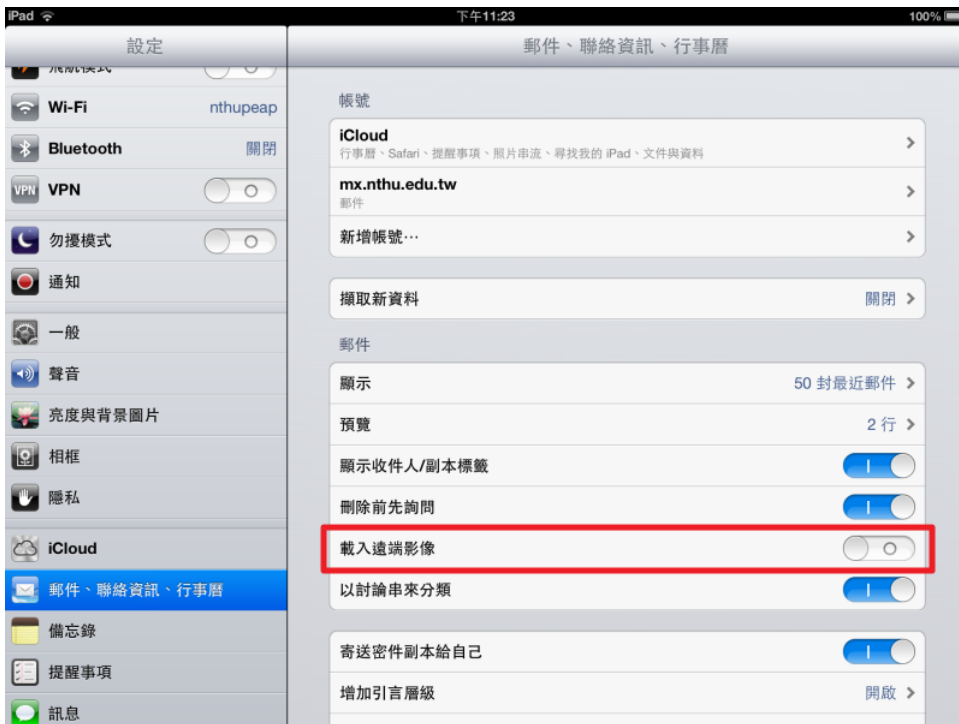 iPad 下午11:23 100%
設定
飛航模式
Wi-Fi nthupeap
Bluetooth 關閉
VPN VPN
勿擾模式
通知
一般
聲音
亮度與背景圖片
相框
隱私
iCloud
郵件、聯絡資訊、行事曆
備忘錄
提醒事項
訊息
郵件、聯絡資訊、行事曆
帳號
iCloud
行事曆、Safari、提醒事項、照片串流、尋找我的 iPad、文件與資料
mx.nthu.edu.tw
郵件
新增帳號⋯
擷取新資料 關閉
郵件
顯示 50 封最近郵件
預覽 2 行
顯示收件人/副本標籤
刪除前先詢問
載入遠端影像
以討論串來分類
寄送密件副本給自己
增加引言層級 開啟